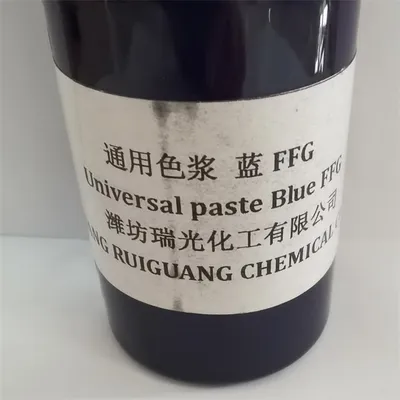 通用色浆 蓝 FFG
Universal paste Blue FFG
潍坊瑞光化工有限公司
RUIGUANG CHEMICAL